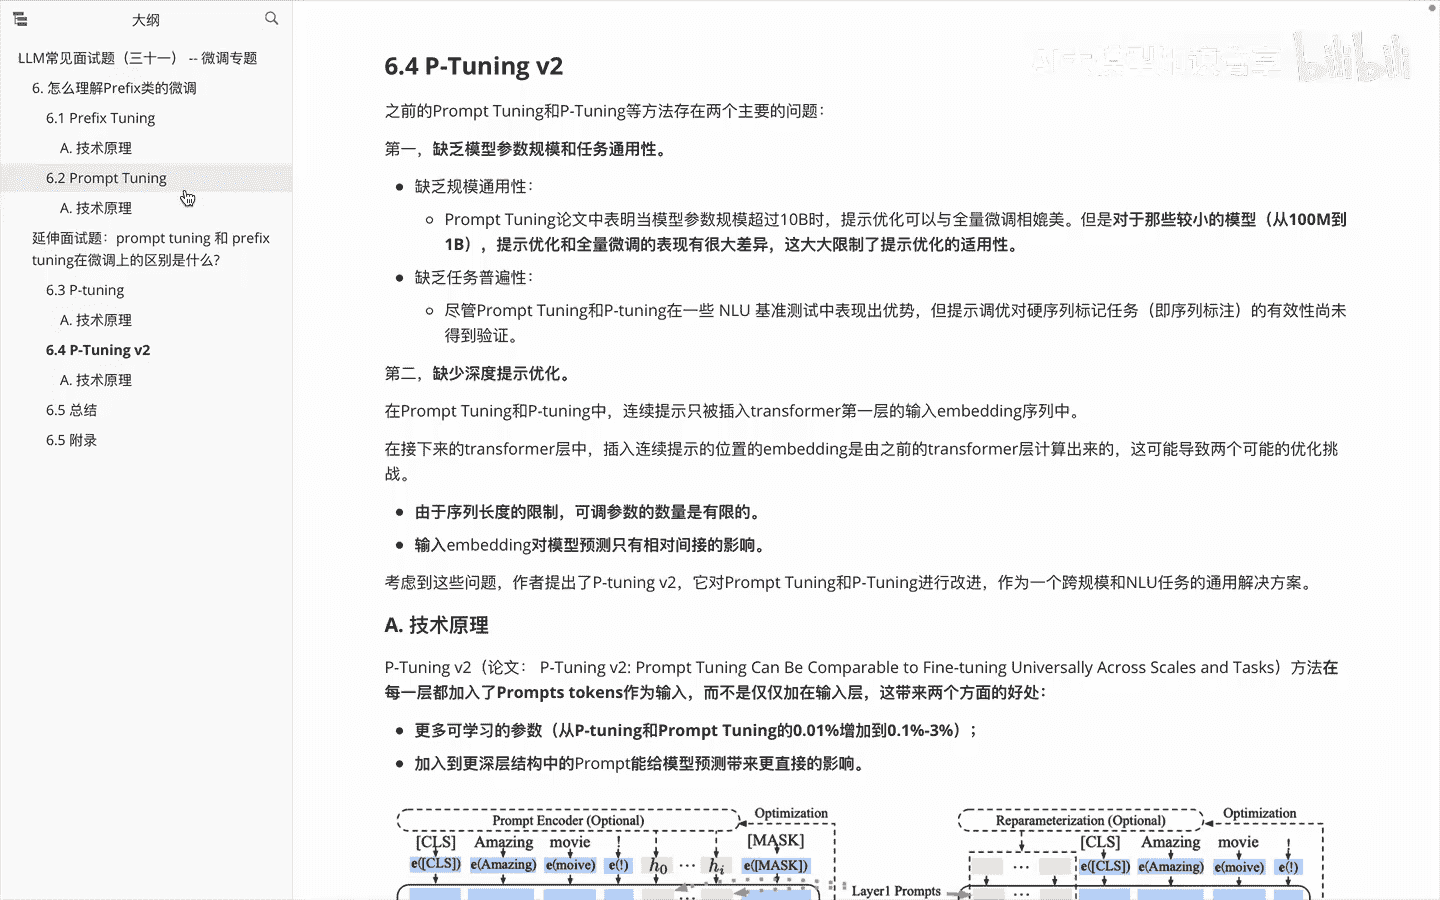 大纲
LLM常见面试题（三十一） -- 微调专题
6. 怎么理解Prefix类的微调
6.1 Prefix Tuning
A. 技术原理
6.2 Prompt Tuning
A. 技术原理
延伸面试题：prompt tuning 和 prefix
tuning在微调上的区别是什么？
6.3 P-tuning
A. 技术原理
6.4 P-Tuning v2
A. 技术原理
6.5 总结
6.5 附录
bilibili
6.4 P-Tuning v2
之前的Prompt Tuning和P-Tuning等方法存在两个主要的问题：
第一，缺乏模型参数规模和任务通用性。
缺乏规模通用性：
Prompt Tuning论文中表明当模型参数规模超过10B时，提示优化可以与全量微调相媲美。但是对于那些较小的模型（从100M到
1B），提示优化和全量微调的表现有很大差异，这大大限制了提示优化的适用性。
缺乏任务普遍性：
尽管Prompt Tuning和P-tuning在一些 NLU 基准测试中表现出优势，但提示调优对硬序列标记任务（即序列标注）的有效性尚未
得到验证。
第二，缺少深度提示优化。
在Prompt Tuning和P-tuning中，连续提示只被插入transformer第一层的输入embedding序列中。
在接下来的transformer层中，插入连续提示的位置的embedding是由之前的transformer层计算出来的，这可能导致两个可能的优化挑
战。
由于序列长度的限制，可调参数的数量是有限的。
输入embedding对模型预测只有相对间接的影响。
考虑到这些问题，作者提出了P-tuning v2，它对Prompt Tuning和P-Tuning进行改进，作为一个跨规模和NLU任务的通用解决方案。
A. 技术原理
P-Tuning v2（论文： P-Tuning v2: Prompt Tuning Can Be Comparable to Fine-tuning Universally Across Scales and Tasks）方法在
每一层都加入了Prompts tokens作为输入，而不是仅仅加在输入层，这带来两个方面的好处：
更多可学习的参数（从P-tuning和Prompt Tuning的0.01%增加到0.1%-3%）；
加入到更深层结构中的Prompt能给模型预测带来更直接的影响。
Prompt Encoder (Optional) Optimization
[CLS] Amazing movie ! [MASK]
e([CLS]) e(Amazing) e(moive) e(!) h0 ... hi e([MASK])
...
Layer1 Prompts
Reparameterization (Optional) Optimization
[CLS] Amazing movie !
... e([CLS]) e(Amazing) e(moive) e(!)
...